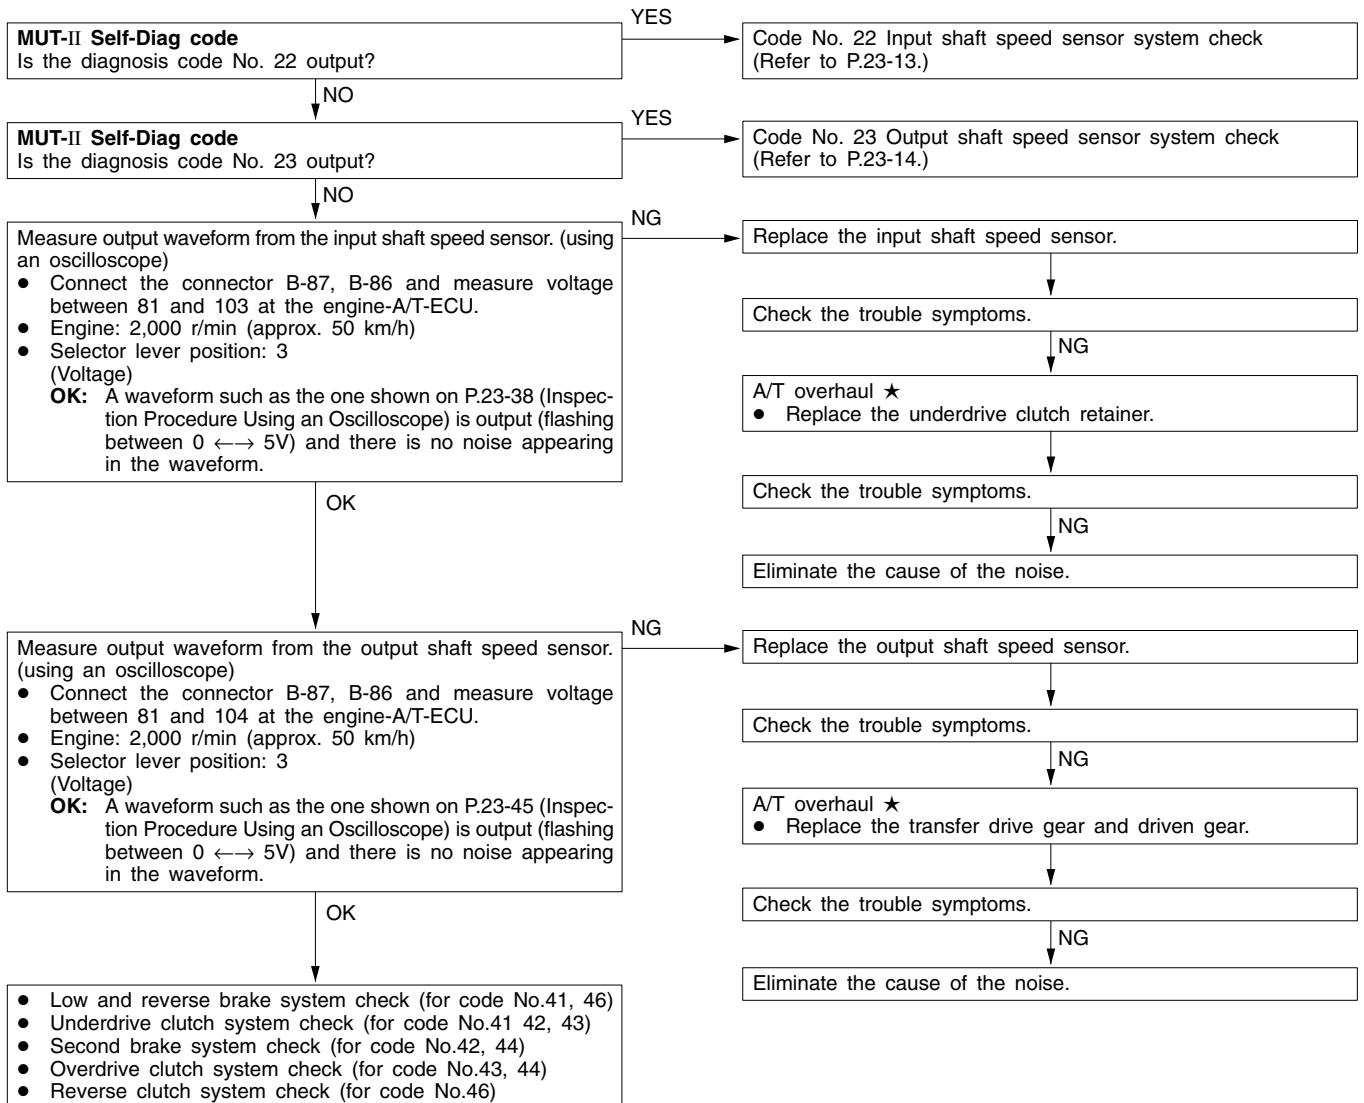 MUT-II Self-Diag code
Is the diagnosis code No. 22 output?
YES
Code No. 22 Input shaft speed sensor system check
(Refer to P.23-13.)
NO
MUT-II Self-Diag code
Is the diagnosis code No. 23 output?
YES
Code No. 23 Output shaft speed sensor system check
(Refer to P.23-14.)
NO
Measure output waveform from the input shaft speed sensor. (using
an oscilloscope)
● Connect the connector B-87, B-86 and measure voltage
between 81 and 103 at the engine-A/T-ECU.
● Engine: 2,000 r/min (approx. 50 km/h)
● Selector lever position: 3
(Voltage)
OK: A waveform such as the one shown on P.23-38 (Inspec-
tion Procedure Using an Oscilloscope) is output (flashing
between 0 ←→ 5V) and there is no noise appearing
in the waveform.
NG
Replace the input shaft speed sensor.
Check the trouble symptoms.
NG
A/T overhaul ★
● Replace the underdrive clutch retainer.
Check the trouble symptoms.
NG
Eliminate the cause of the noise.
OK
Measure output waveform from the output shaft speed sensor.
(using an oscilloscope)
● Connect the connector B-87, B-86 and measure voltage
between 81 and 104 at the engine-A/T-ECU.
● Engine: 2,000 r/min (approx. 50 km/h)
● Selector lever position: 3
(Voltage)
OK: A waveform such as the one shown on P.23-45 (Inspec-
tion Procedure Using an Oscilloscope) is output (flashing
between 0 ←→ 5V) and there is no noise appearing
in the waveform.
NG
Replace the output shaft speed sensor.
Check the trouble symptoms.
NG
A/T overhaul ★
● Replace the transfer drive gear and driven gear.
Check the trouble symptoms.
NG
Eliminate the cause of the noise.
OK
● Low and reverse brake system check (for code No.41, 46)
● Underdrive clutch system check (for code No.41 42, 43)
● Second brake system check (for code No.42, 44)
● Overdrive clutch system check (for code No.43, 44)
● Reverse clutch system check (for code No.46)